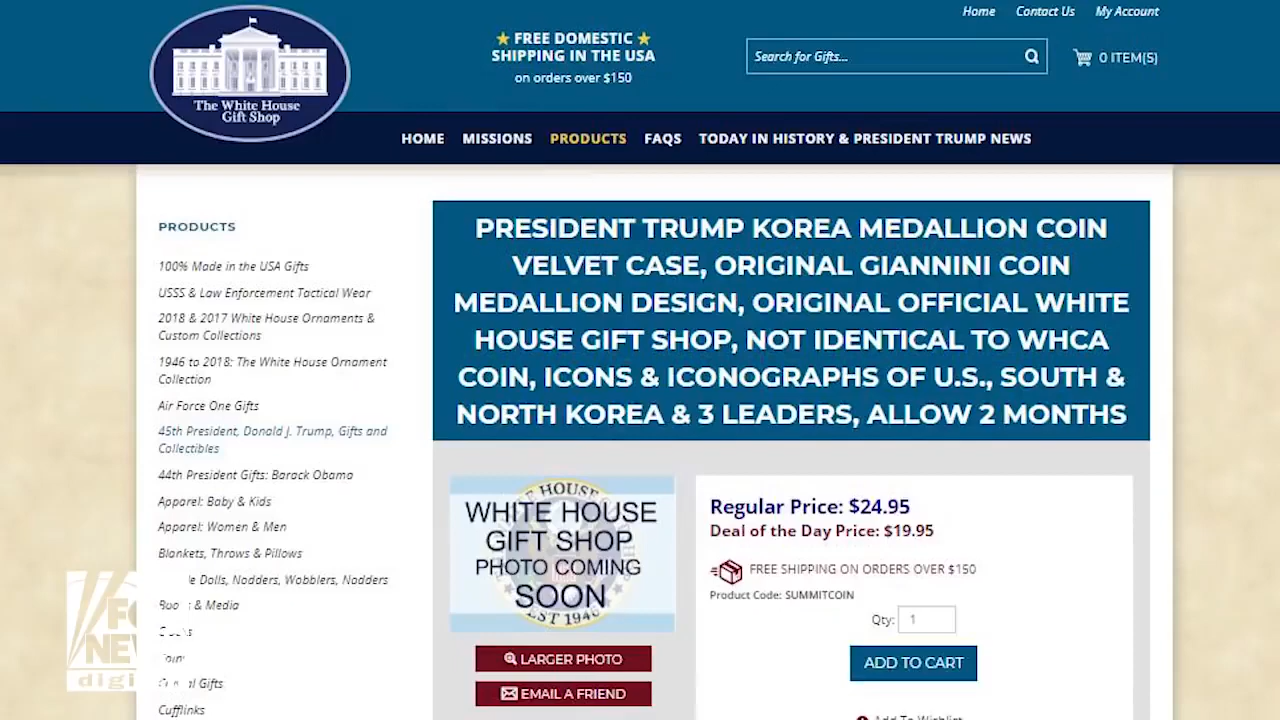 Home Contact Us My Account
FREE DOMESTIC
SHIPPING IN THE USA
on orders over $150
Search for Gifts...
0 ITEM(S)
The White House
Gift Shop
HOME MISSIONS PRODUCTS FAQS TODAY IN HISTORY & PRESIDENT TRUMP NEWS
PRODUCTS
100% Made in the USA Gifts
USSS & Law Enforcement Tactical Wear
2018 & 2017 White House Ornaments &
Custom Collections
1946 to 2018: The White House Ornament
Collection
Air Force One Gifts
45th President, Donald J. Trump, Gifts and
Collectibles
44th President Gifts: Barack Obama
Apparel: Baby & Kids
Apparel: Women & Men
Blankets, Throws & Pillows
Dolls, Nodders, Wobblers, Nodders
& Media
Gifts
Cufflinks
PRESIDENT TRUMP KOREA MEDALLION COIN
VELVET CASE, ORIGINAL GIANNINI COIN
MEDALLION DESIGN, ORIGINAL OFFICIAL WHITE
HOUSE GIFT SHOP, NOT IDENTICAL TO WHCA
COIN, ICONS & ICONOGRAPHS OF U.S., SOUTH &
NORTH KOREA & 3 LEADERS, ALLOW 2 MONTHS
WHITE HOUSE
GIFT SHOP
PHOTO COMING
SOON
EST 1946
LARGER PHOTO
EMAIL A FRIEND
Regular Price: $24.95
Deal of the Day Price: $19.95
FREE SHIPPING ON ORDERS OVER $150
Product Code: SUMMITCOIN
Qty: 1
ADD TO CART
Add To Wishlist
digi